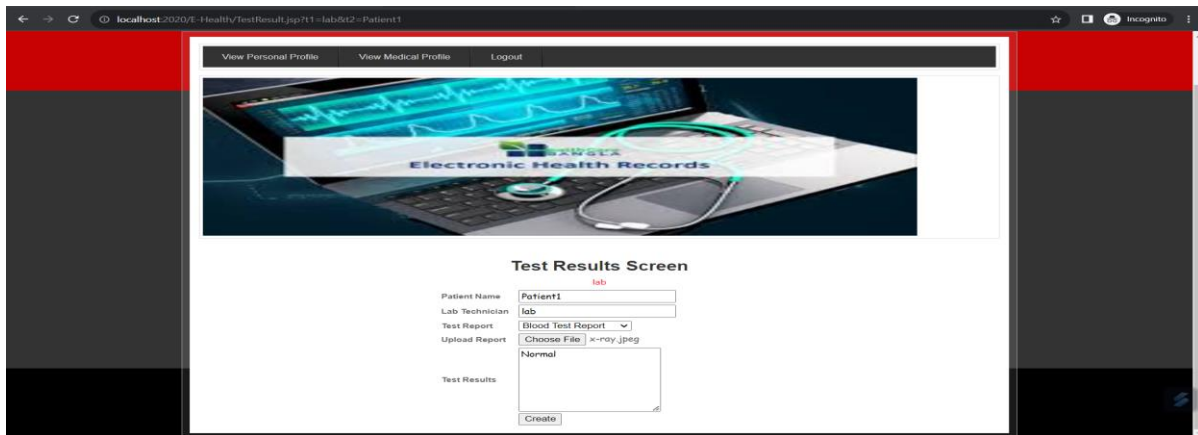 localhost:2020/E-Health/TestResult.jsp?t1=lab&t2=Patient1
Incognito
View Personal Profile View Medical Profile Logout
BANGLA
Electronic Health Records
Test Results Screen
lab
Patient Name Patient1
Lab Technician lab
Test Report Blood Test Report
Upload Report Choose File x-ray.jpeg
Test Results Normal
Create